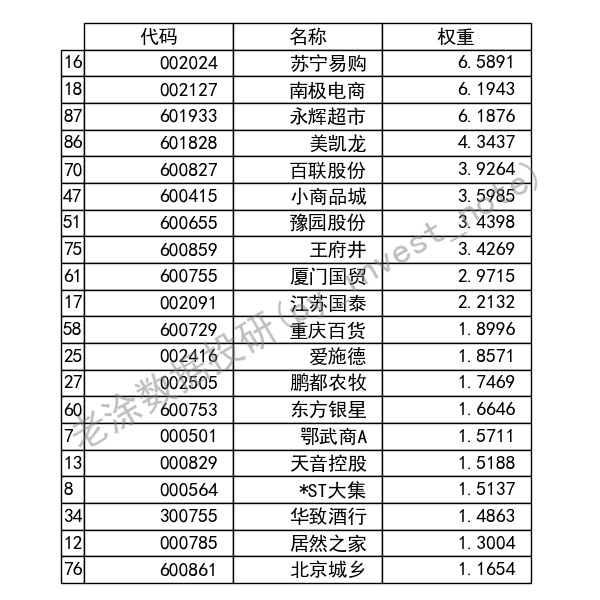 代码 名称 权重
16 002024 苏宁易购 6.5891
18 002127 南极电商 6.1943
87 601933 永辉超市 6.1876
86 601828 美凯龙 4.3437
70 600827 百联股份 3.9264
47 600415 小商品城 3.5985
51 600655 豫园股份 3.4398
75 600859 王府井 3.4269
61 600755 厦门国贸 2.9715
17 002091 江苏国泰 2.2132
58 600729 重庆百货 1.8996
25 002416 爱施德 1.8571
27 002505 鹏都农牧 1.7469
60 600753 东方银星 1.6646
7 000501 鄂武商A 1.5711
13 000829 天音控股 1.5188
8 000564 *ST大集 1.5137
34 300755 华致酒行 1.4863
12 000785 居然之家 1.3004
76 600861 北京城乡 1.1654
老涂数据投研(py_invest_note)